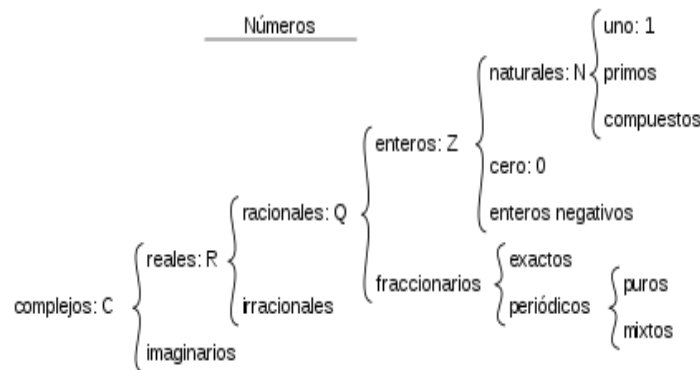 Números
uno: 1
naturales: N
primos
compuestos
enteros: Z
cero: 0
racionales: Q
enteros negativos
reales: R
exactos
fraccionarios
puros
complejos: C
irracionales
periódicos
mixtos
imaginarios